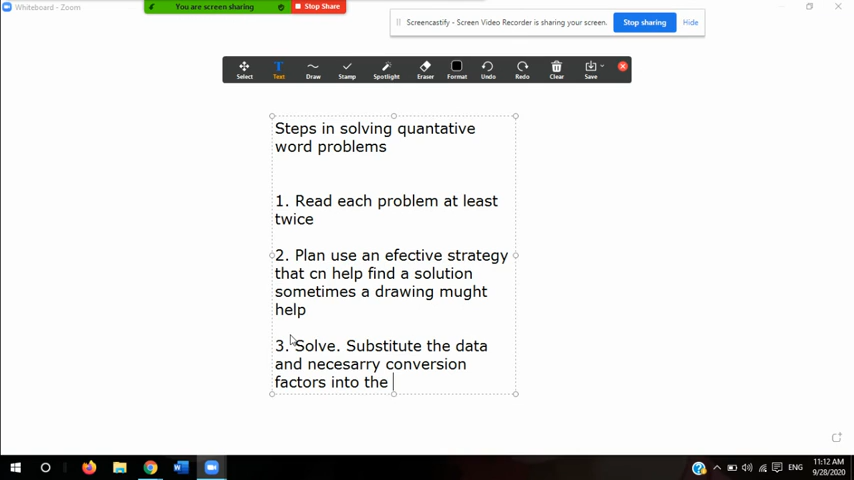 Whiteboard - Zoom
You are screen sharing
Stop Share
Screencastify - Screen Video Recorder is sharing your screen.
Stop sharing
Hide
Select
Text
Draw
Stamp
Spotlight
Eraser
Format
Undo
Redo
Clear
Save
Steps in solving quantative
word problems
1. Read each problem at least
twice
2. Plan use an efective strategy
that cn help find a solution
sometimes a drawing mught
help
3. Solve. Substitute the data
and necesarry conversion
factors into the
ENG
11:12 AM
9/28/2020